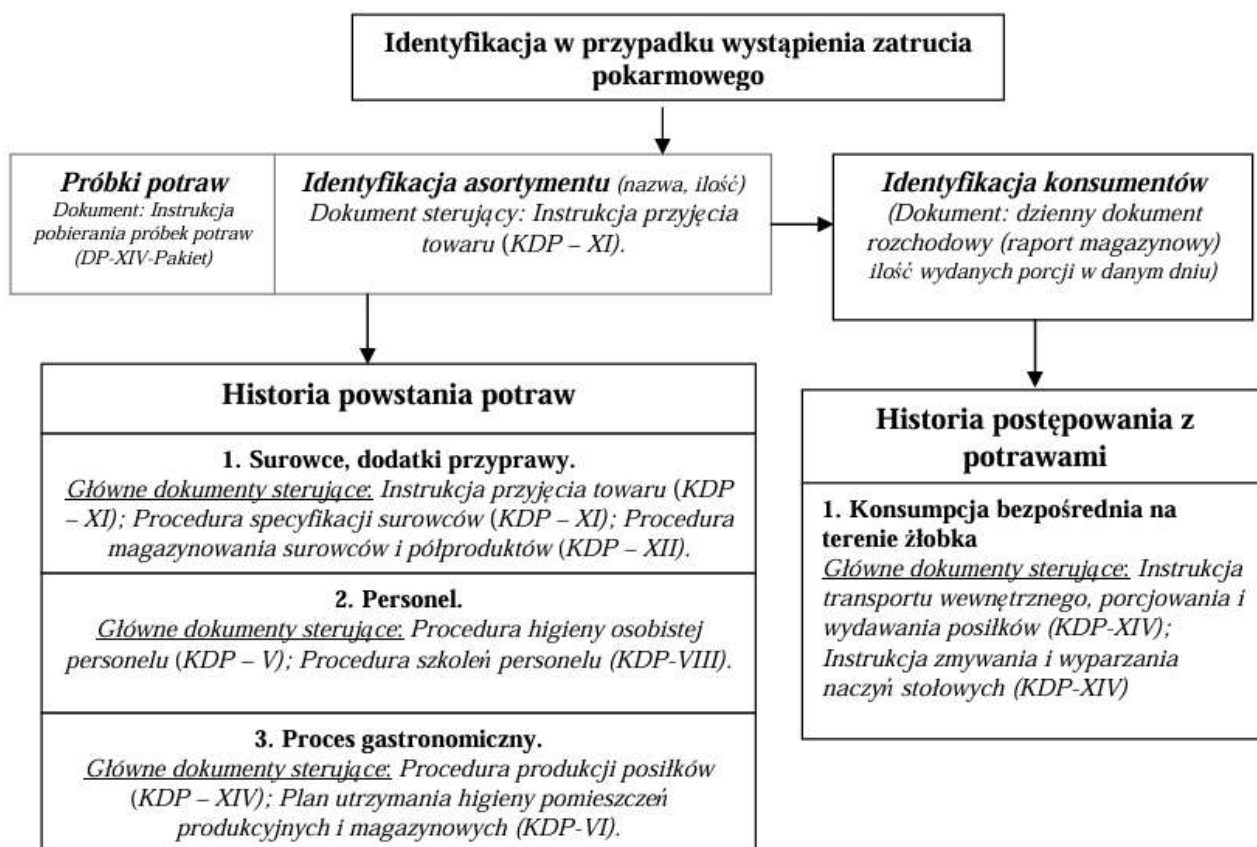 Identyfikacja w przypadku wystąpienia zatrucia
pokarmowego
Próbki potraw
Dokument: Instrukcja
pobierania próbek potraw
(DP-XIV-Pakiet)
Identyfikacja asortymentu (nazwa, ilość)
Dokument sterujący: Instrukcja przyjęcia
towaru (KDP – XI).
Identyfikacja konsumentów
(Dokument: dzienny dokument
rozchodowy (raport magazynowy)
ilość wydanych porcji w danym dniu)
Historia powstania potraw
1. Surowce, dodatki przyprawy.
Główne dokumenty sterujące: Instrukcja przyjęcia towaru (KDP
– XI); Procedura specyfikacji surowców (KDP – XI); Procedura
magazynowania surowców i półproduktów (KDP – XII).
2. Personel.
Główne dokumenty sterujące: Procedura higieny osobistej
personelu (KDP – V); Procedura szkoleń personelu (KDP-VIII).
3. Proces gastronomiczny.
Główne dokumenty sterujące: Procedura produkcji posiłków
(KDP – XIV); Plan utrzymania higieny pomieszczeń
produkcyjnych i magazynowych (KDP-VI).
Historia postępowania z
potrawami
1. Konsumpcja bezpośrednia na
terenie żłobka
Główne dokumenty sterujące: Instrukcja
transportu wewnętrznego, porcjowania i
wydawania posiłków (KDP-XIV);
Instrukcja zmywania i wyparzania
naczyń stołowych (KDP-XIV)